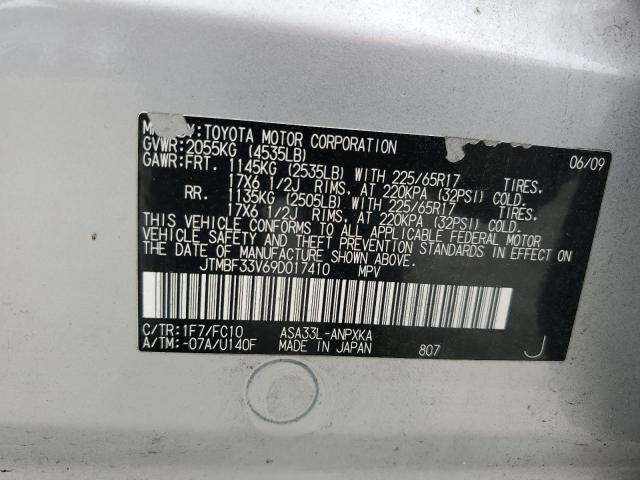 BY:TOYOTA MOTOR CORPORATION 06/09
GVWR:2055KG (4535LB)
GAWR:FRT. 1145KG (2535LB) WITH 225/65R17 TIRES.
17X6 1/2J RIMS. AT 220KPA (32PSI) COLD.
RR. 1135KG (2505LB) WITH 225/65R17 TIRES.
17X6 1/2J RIMS. AT 220KPA (32PSI) COLD.
THIS VEHICLE CONFORMS TO ALL APPLICABLE FEDERAL MOTOR
VEHICLE SAFETY AND THEFT PREVENTION STANDARDS IN EFFECT ON
THE DATE OF MANUFACTURE SHOWN ABOVE.
JTMBF33V69D017410 MPV
C/TR:1F7/FC10 ASA33L-ANPXKA
A/TM:-07A/U140F MADE IN JAPAN 807 J